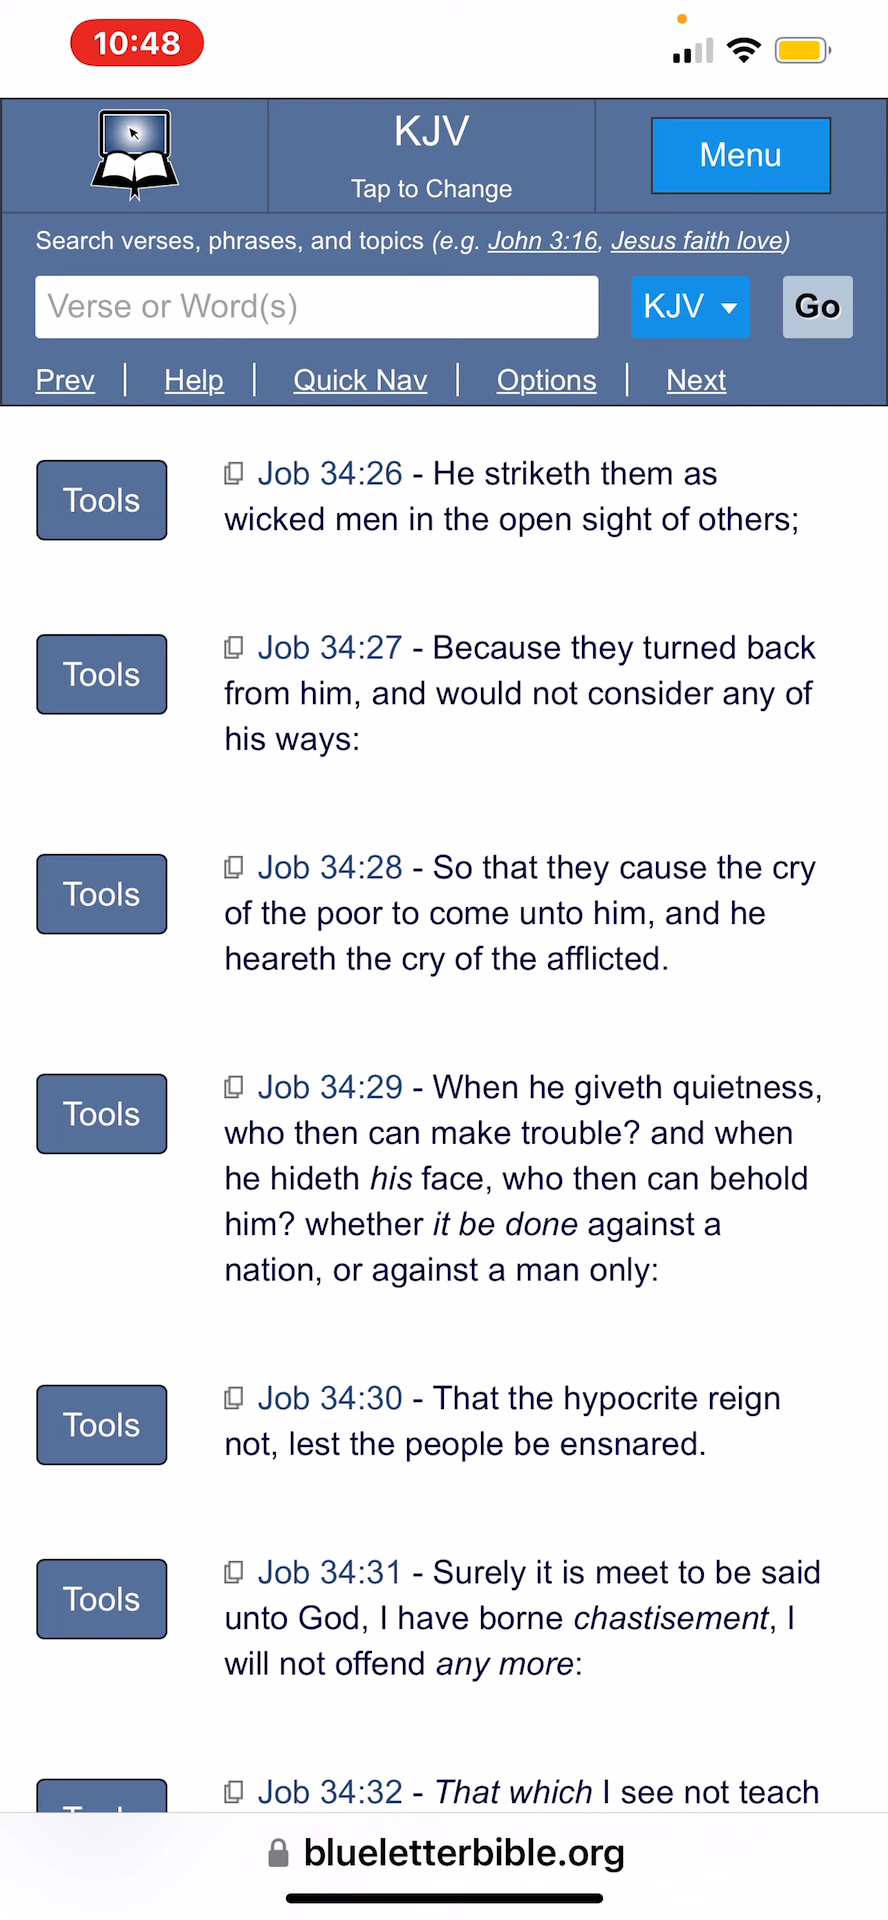 10:48
KJV
Tap to Change
Menu
Search verses, phrases, and topics (e.g. John 3:16, Jesus faith love)
Verse or Word(s)
KJV
Go
Prev | Help | Quick Nav | Options | Next
Tools
Job 34:26 - He striketh them as
wicked men in the open sight of others;
Tools
Job 34:27 - Because they turned back
from him, and would not consider any of
his ways:
Tools
Job 34:28 - So that they cause the cry
of the poor to come unto him, and he
heareth the cry of the afflicted.
Tools
Job 34:29 - When he giveth quietness,
who then can make trouble? and when
he hideth his face, who then can behold
him? whether it be done against a
nation, or against a man only:
Tools
Job 34:30 - That the hypocrite reign
not, lest the people be ensnared.
Tools
Job 34:31 - Surely it is meet to be said
unto God, I have borne chastisement, I
will not offend any more:
Job 34:32 - That which I see not teach
blueletterbible.org